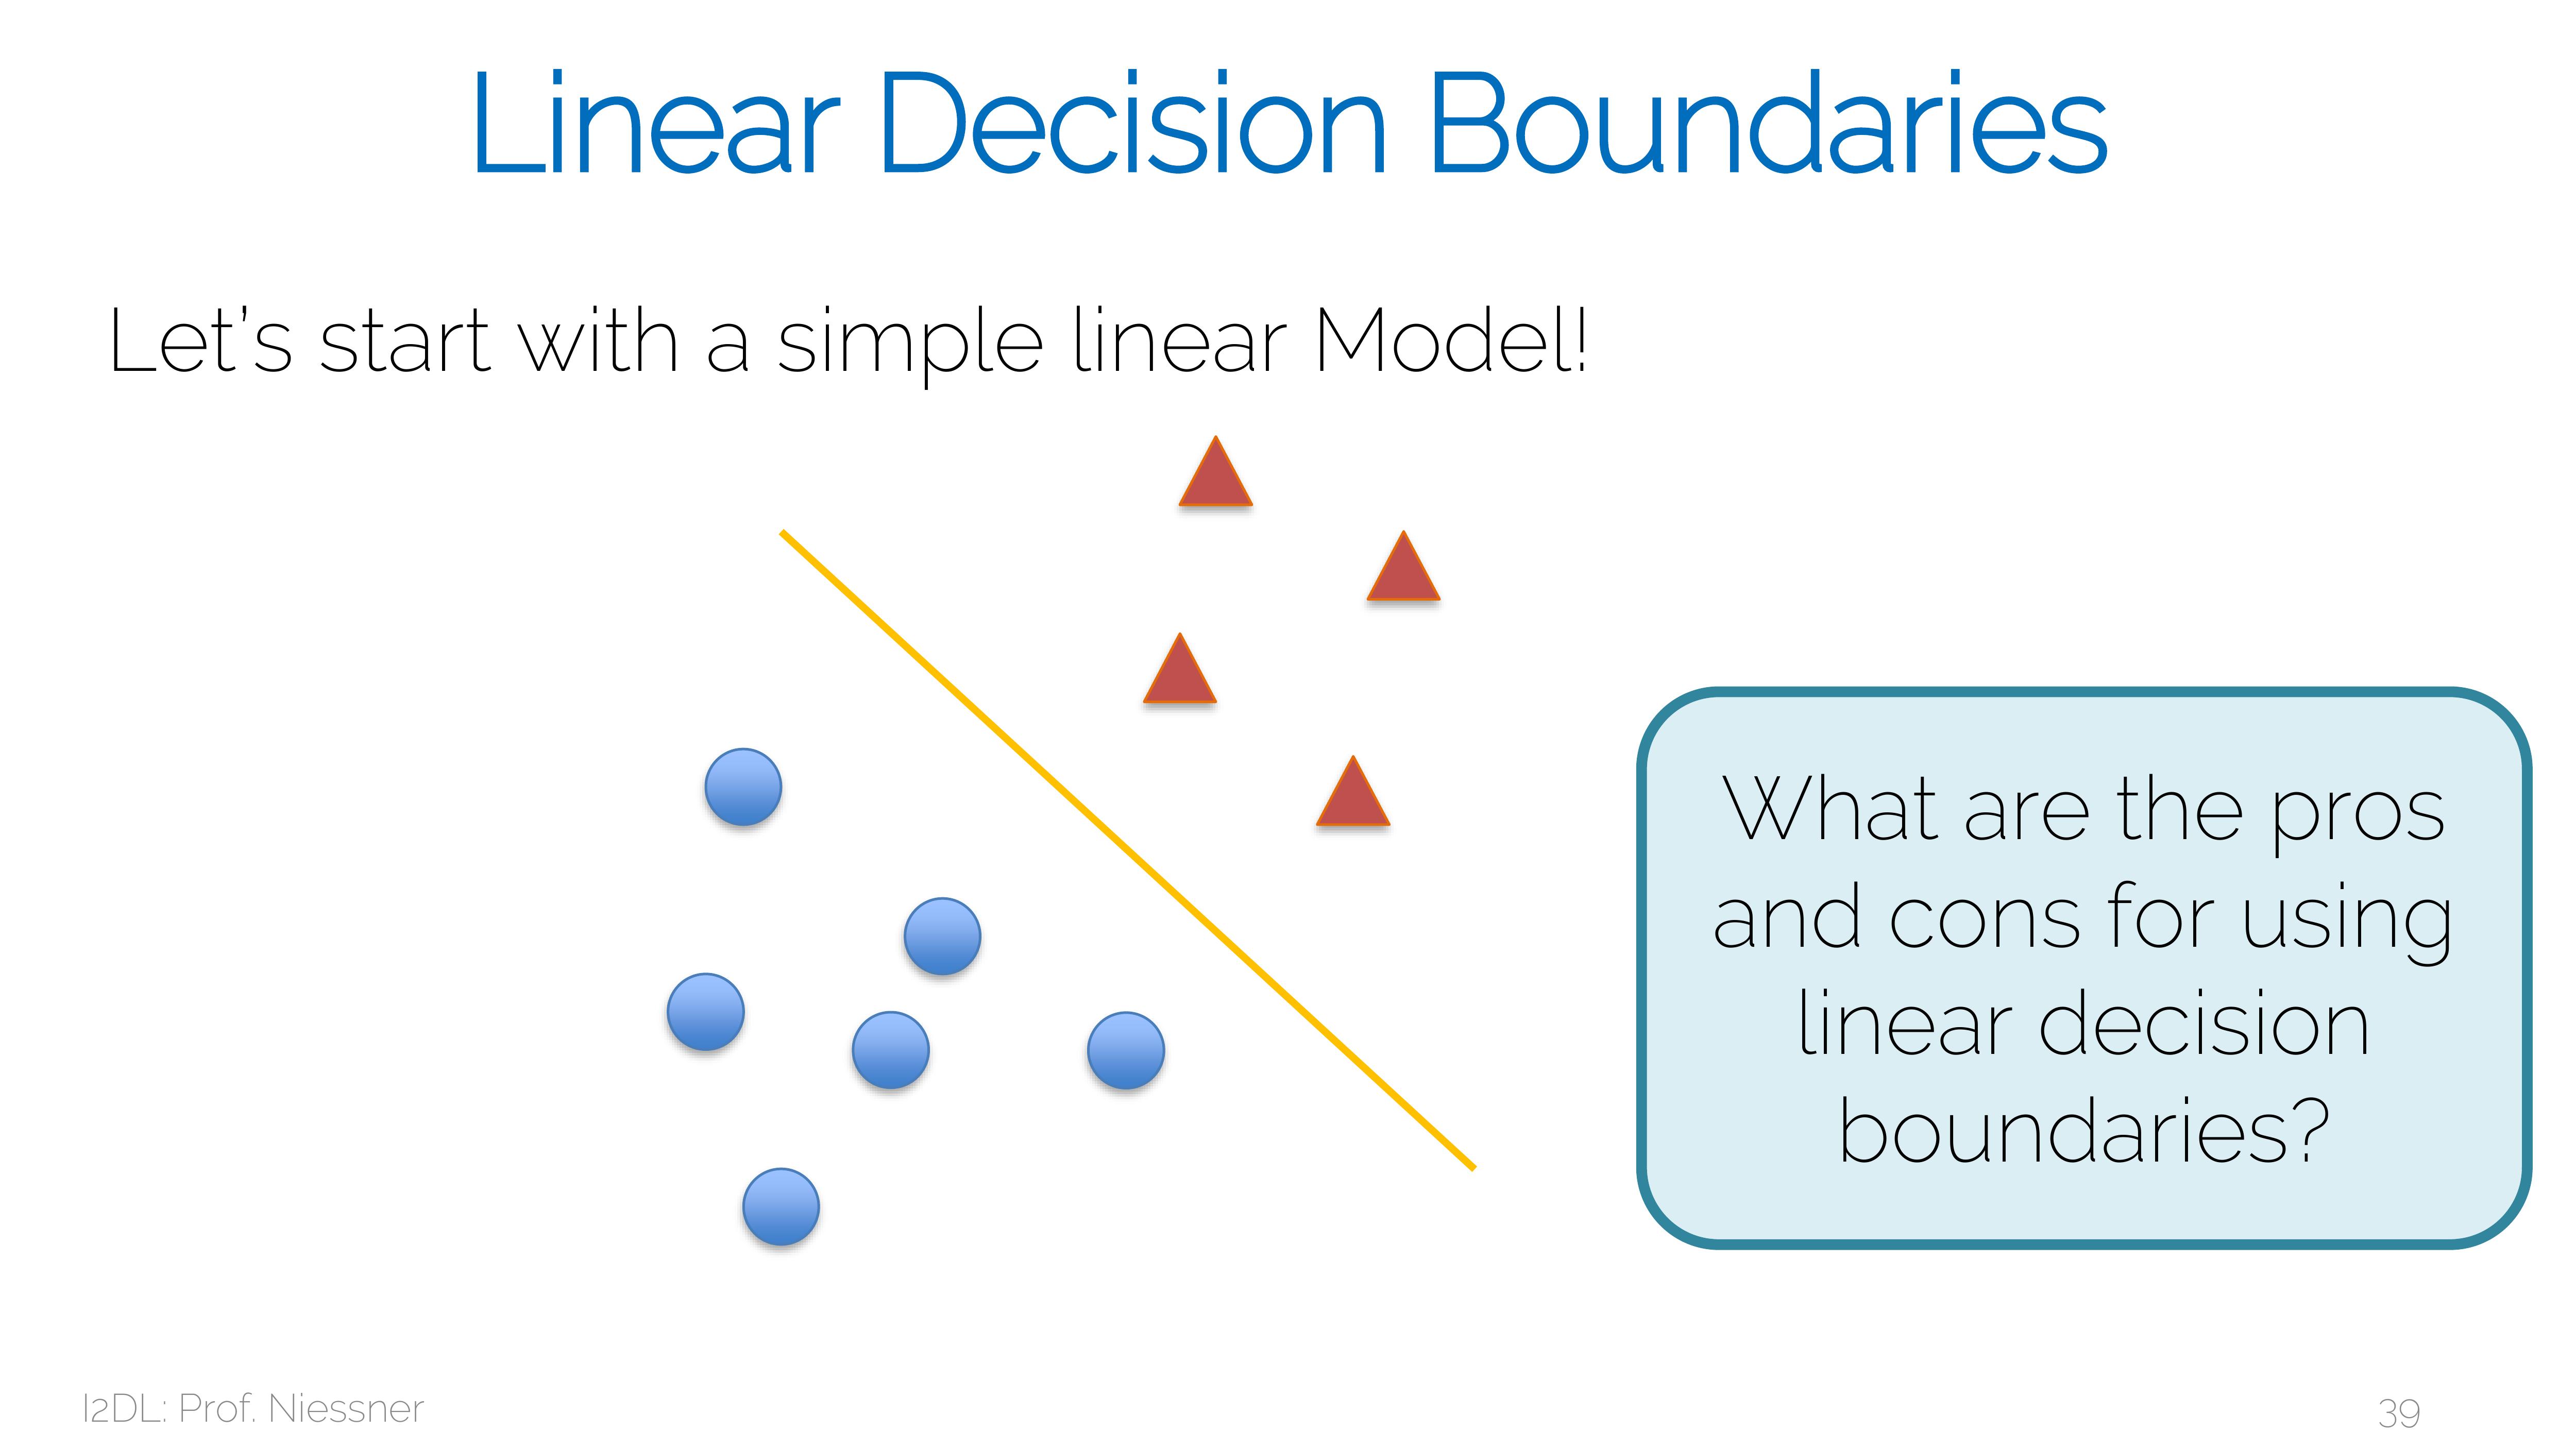 Linear Decision Boundaries
Let’s start with a simple linear Model!
What are the pros
and cons for using
linear decision
boundaries?
I2DL: Prof. Niessner
39